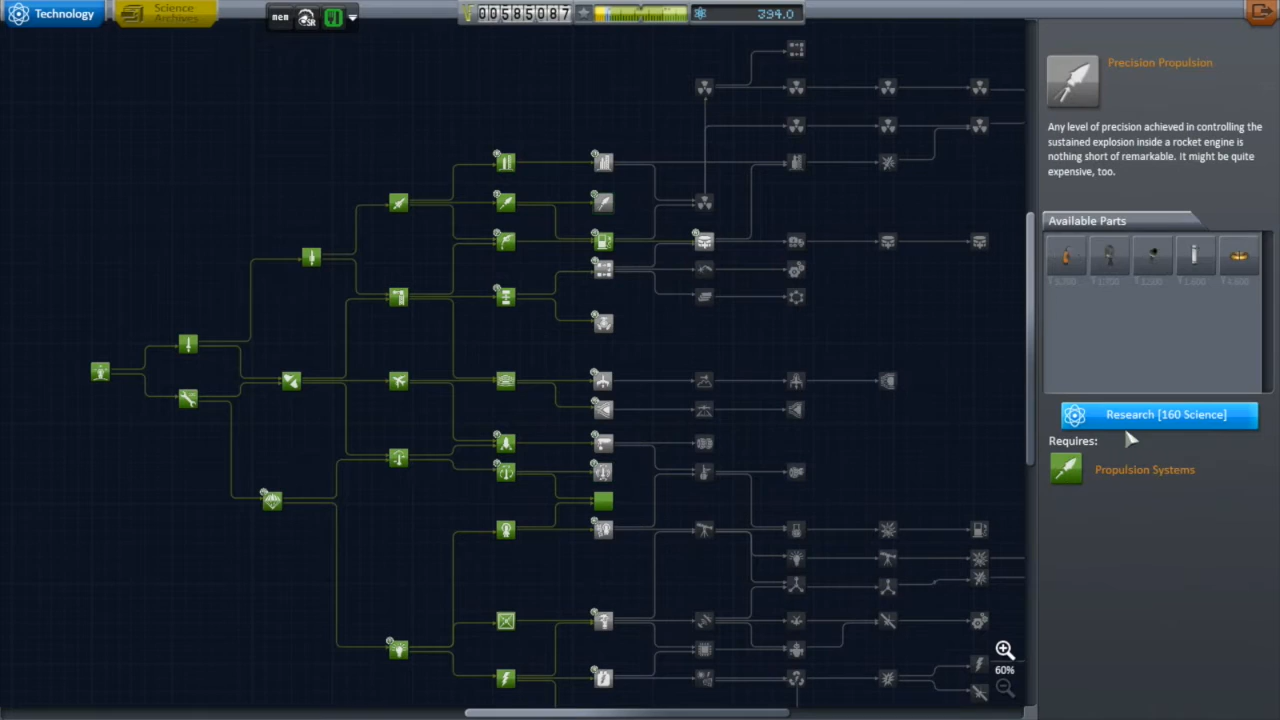 Technology
Science
Archives
mem
SR
00585087
394.0
Precision Propulsion
Any level of precision achieved in controlling the
sustained explosion inside a rocket engine is
nothing short of remarkable. It might be quite
expensive, too.
Available Parts
Research [160 Science]
Requires:
Propulsion Systems
60%